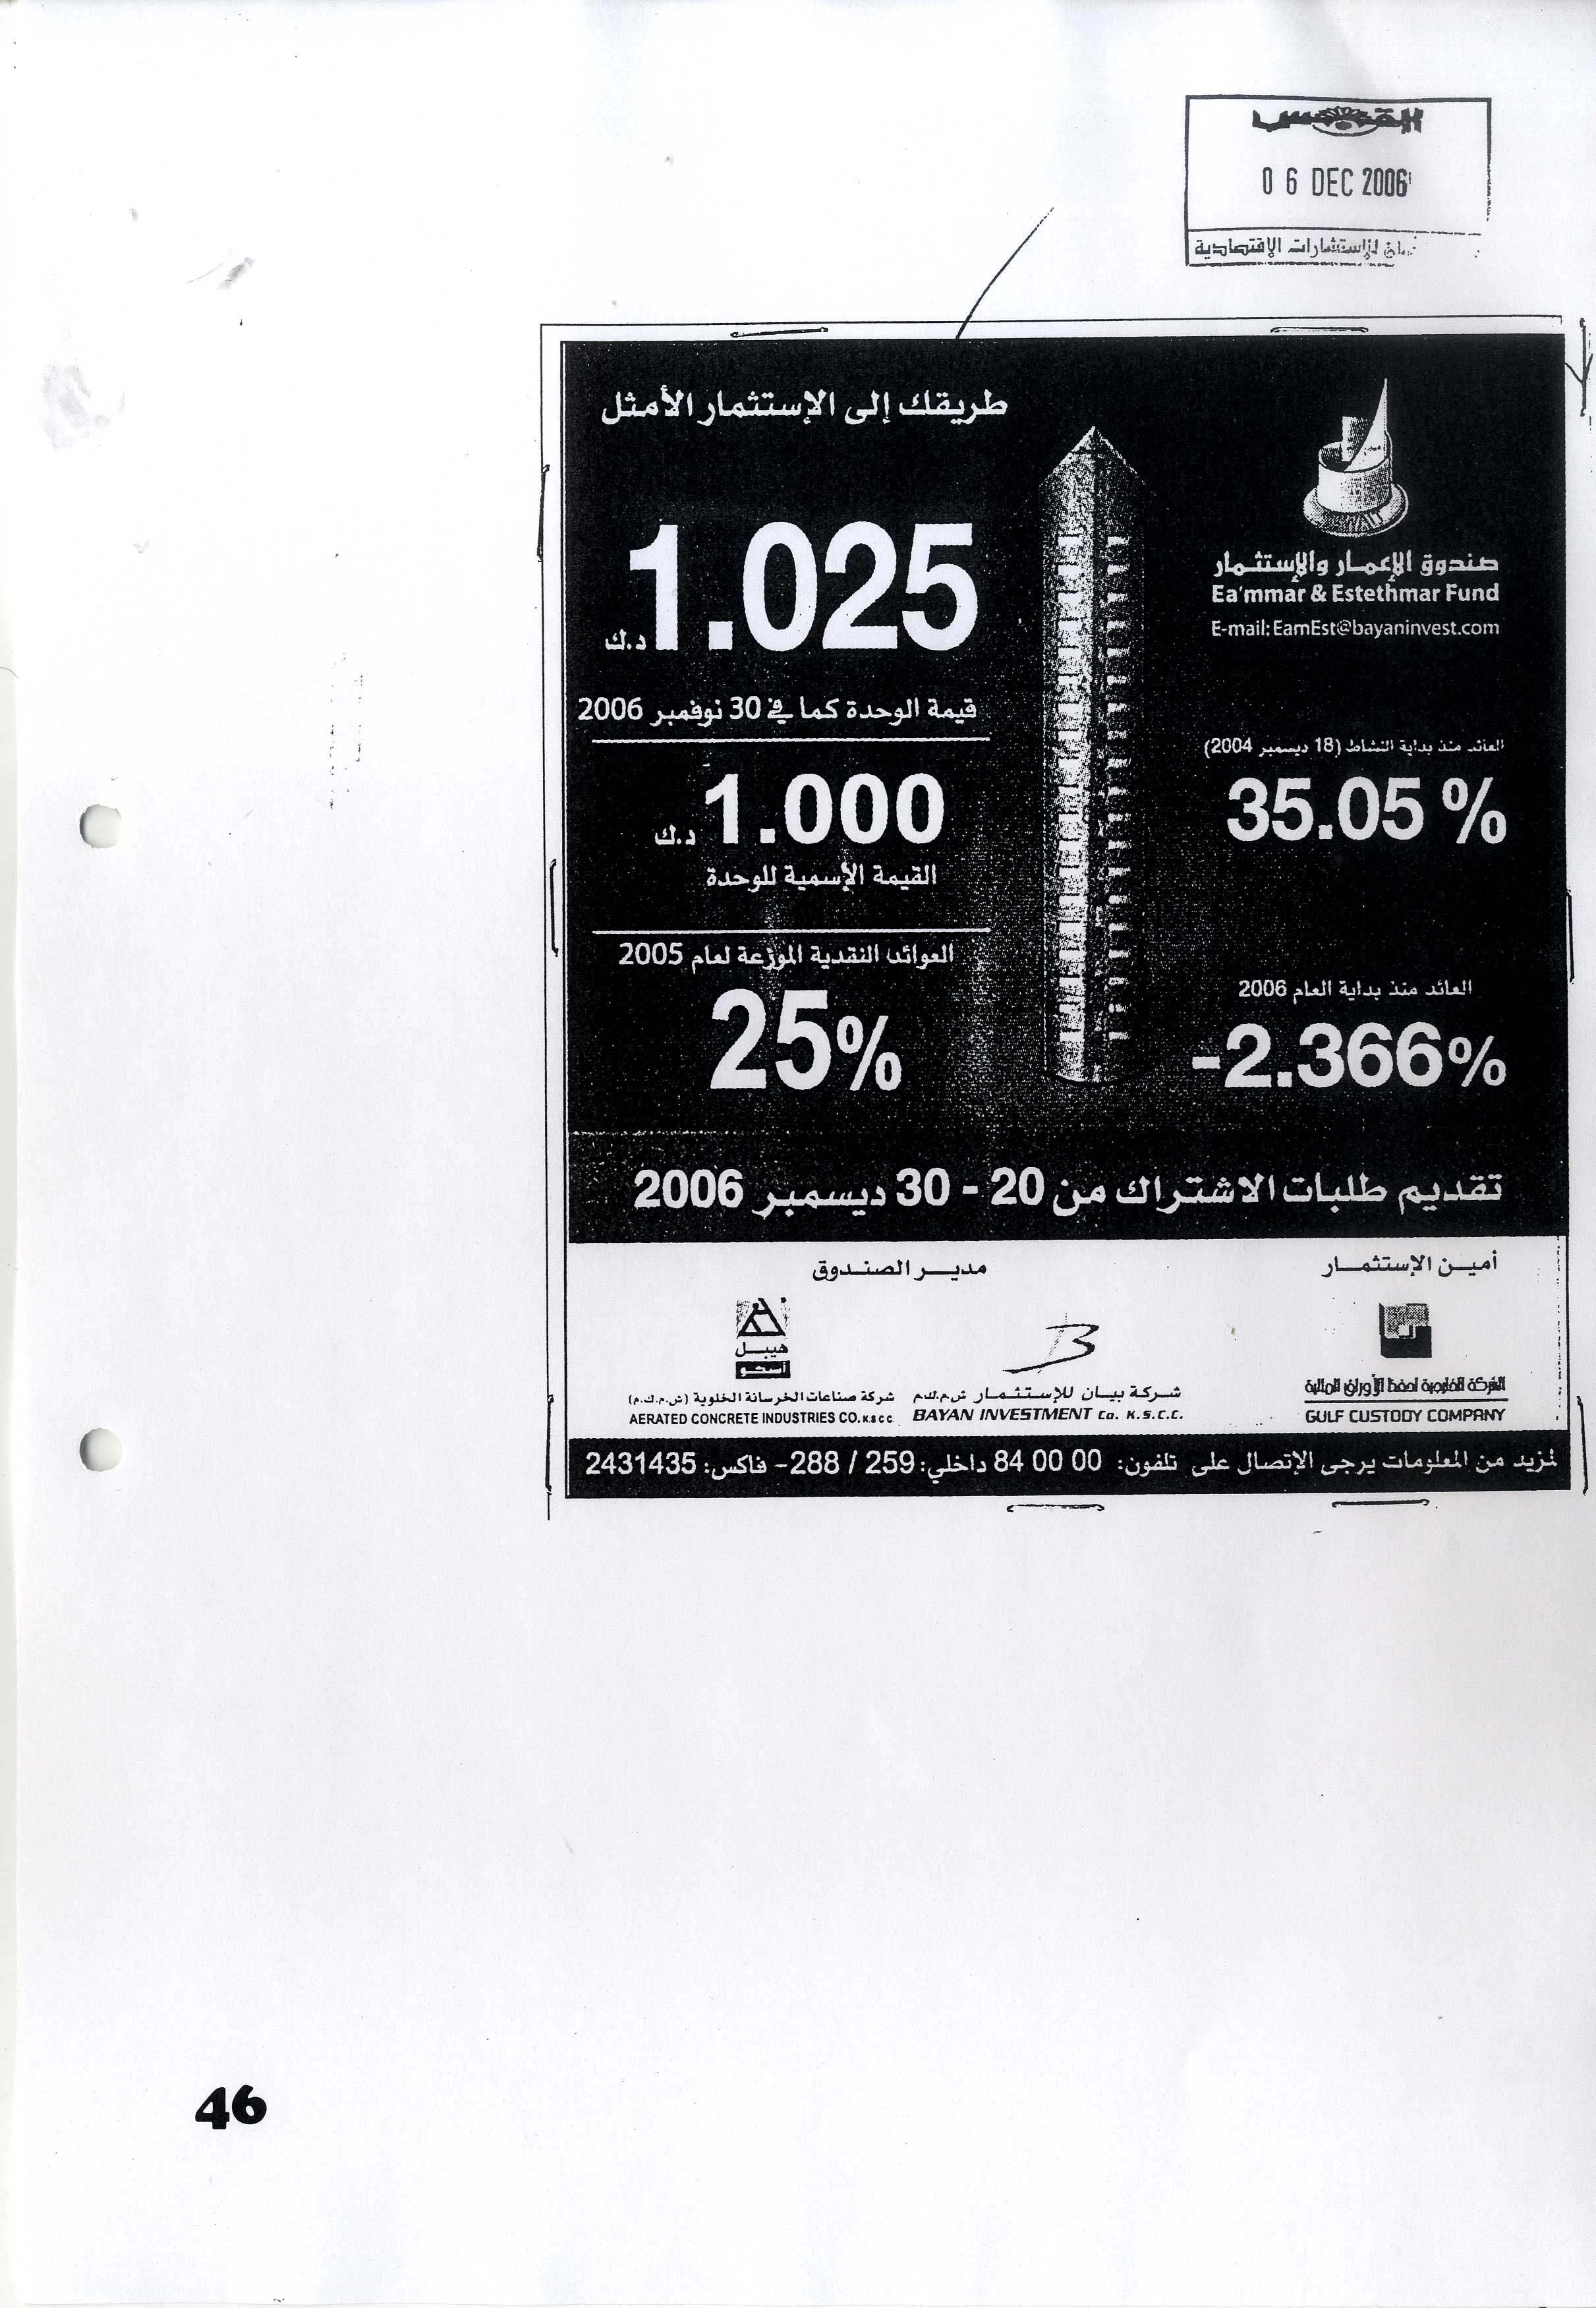 القبس
06 DEC 2006
للإستشارات الإقتصادية
طريقك إلى الإستثمار الأمثل
صندوق الإعمار والإستثمار
Ea'mmar & Estethmar Fund
E-mail: EamEst@bayaninvest.com
1.025 د.ك
قيمة الوحدة كما في 30 نوفمبر 2006
1.000 د.ك
القيمة الأسمية للوحدة
العوائد النقدية الموزعة لعام 2005
25%
العائد منذ بداية النشاط (18 ديسمبر 2004)
35.05 %
العائد منذ بداية العام 2006
-2.366%
تقديم طلبات الاشتراك من 20 - 30 ديسمبر 2006
أمين الإستثمار
الشركة الخليجية لحفظ الأوراق المالية
GULF CUSTODY COMPANY
مدير الصندوق
شركة بيان للإستثمار ش.م.ك.م
BAYAN INVESTMENT Co. K.S.C.C.
هيبل
أسكو
شركة صناعات الخرسانة الخلوية (ش.م.ك.م)
AERATED CONCRETE INDUSTRIES CO. K.S.C.C.
لمزيد من المعلومات يرجى الإتصال على تلفون: 00 00 84 داخلي: 259 / 288 - فاكس: 2431435
46